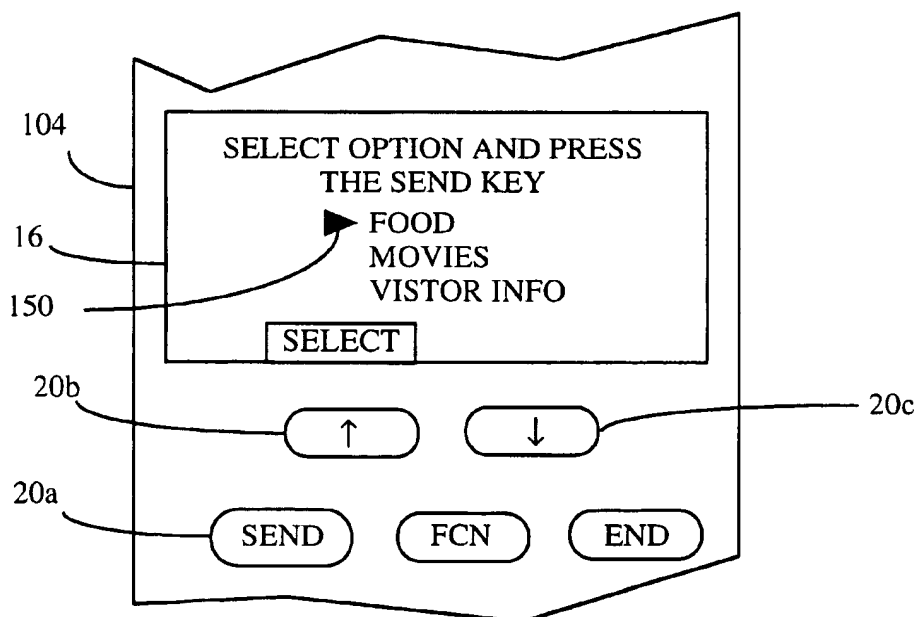 104
SELECT OPTION AND PRESS
THE SEND KEY
16
FOOD
MOVIES
150
VISTOR INFO
SELECT
20b
↑
↓
20c
20a
SEND
FCN
END